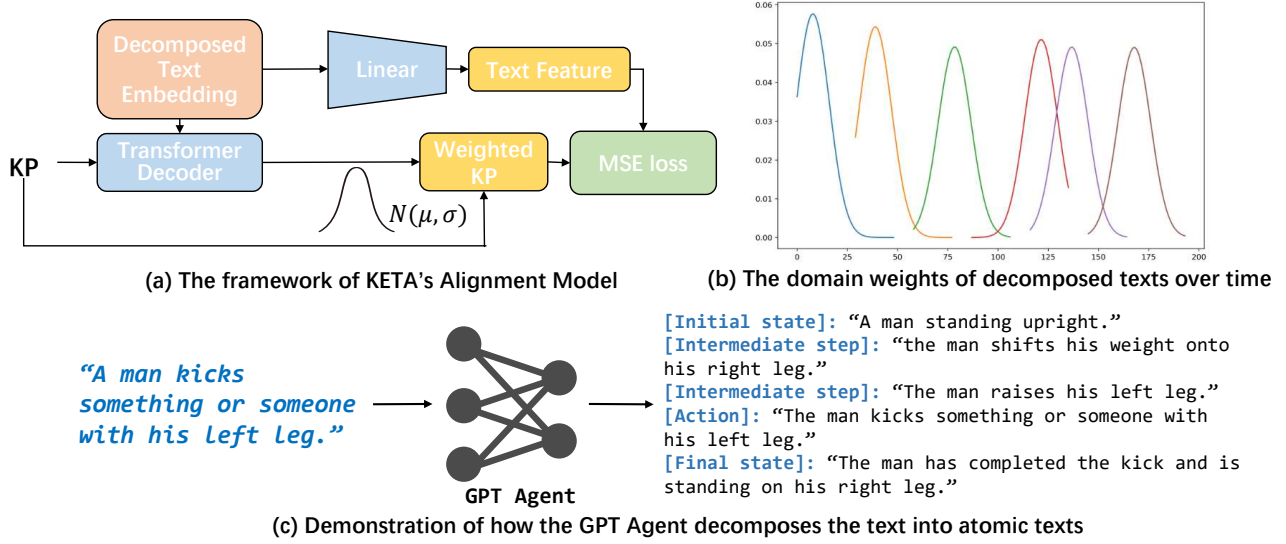 Decomposed
Text
Embedding
Linear
Text Feature
KP
Transformer
Decoder
Weighted
KP
MSE loss
N(μ, σ)
(a) The framework of KETA's Alignment Model
0.06
0.05
0.04
0.03
0.02
0.01
0.00
0 25 50 75 100 125 150 175 200
(b) The domain weights of decomposed texts over time
“A man kicks
something or someone
with his left leg.”
GPT Agent
[Initial state]: “A man standing upright.”
[Intermediate step]: “the man shifts his weight onto
his right leg.”
[Intermediate step]: “The man raises his left leg.”
[Action]: “The man kicks something or someone with
his left leg.”
[Final state]: “The man has completed the kick and is
standing on his right leg.”
(c) Demonstration of how the GPT Agent decomposes the text into atomic texts